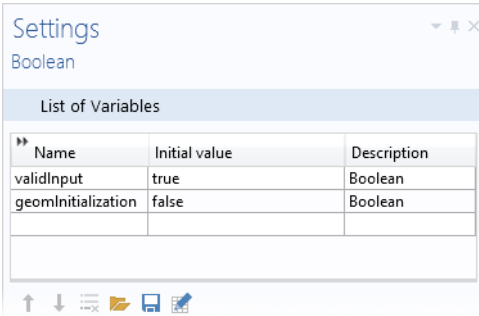 Settings
Boolean
List of Variables
Name Initial value Description
validInput true Boolean
geomInitialization false Boolean